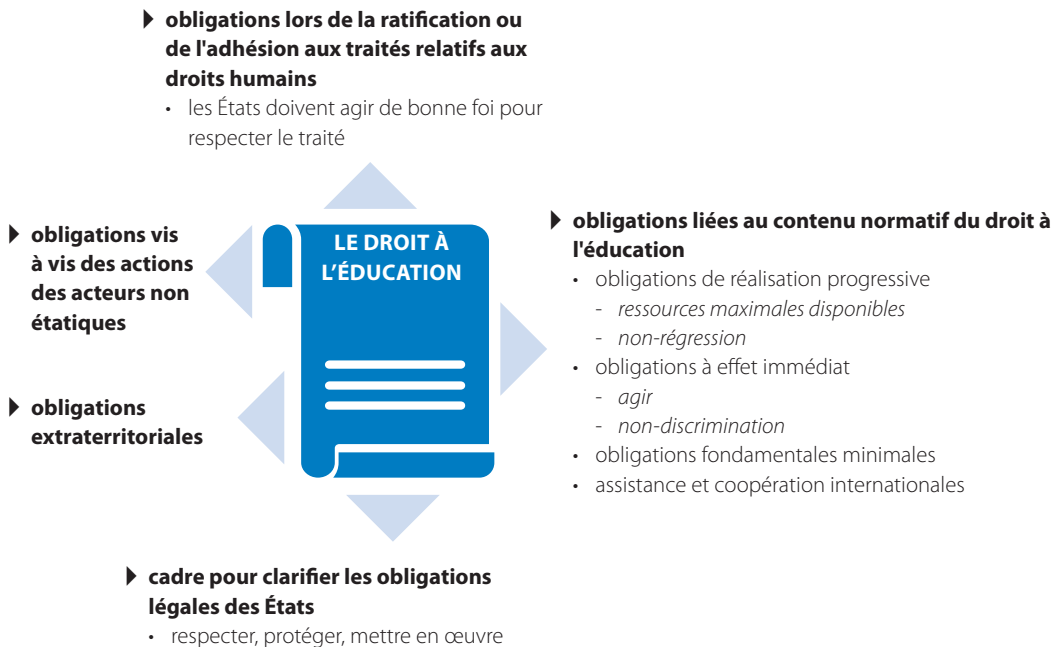 obligations lors de la ratification ou
de l'adhésion aux traités relatifs aux
droits humains
• les États doivent agir de bonne foi pour
respecter le traité
obligations vis
à vis des actions
des acteurs non
étatiques
obligations
extraterritoriales
LE DROIT À
L’ÉDUCATION
obligations liées au contenu normatif du droit à
l'éducation
• obligations de réalisation progressive
- ressources maximales disponibles
- non-régression
• obligations à effet immédiat
- agir
- non-discrimination
• obligations fondamentales minimales
• assistance et coopération internationales
cadre pour clarifier les obligations
légales des États
• respecter, protéger, mettre en œuvre